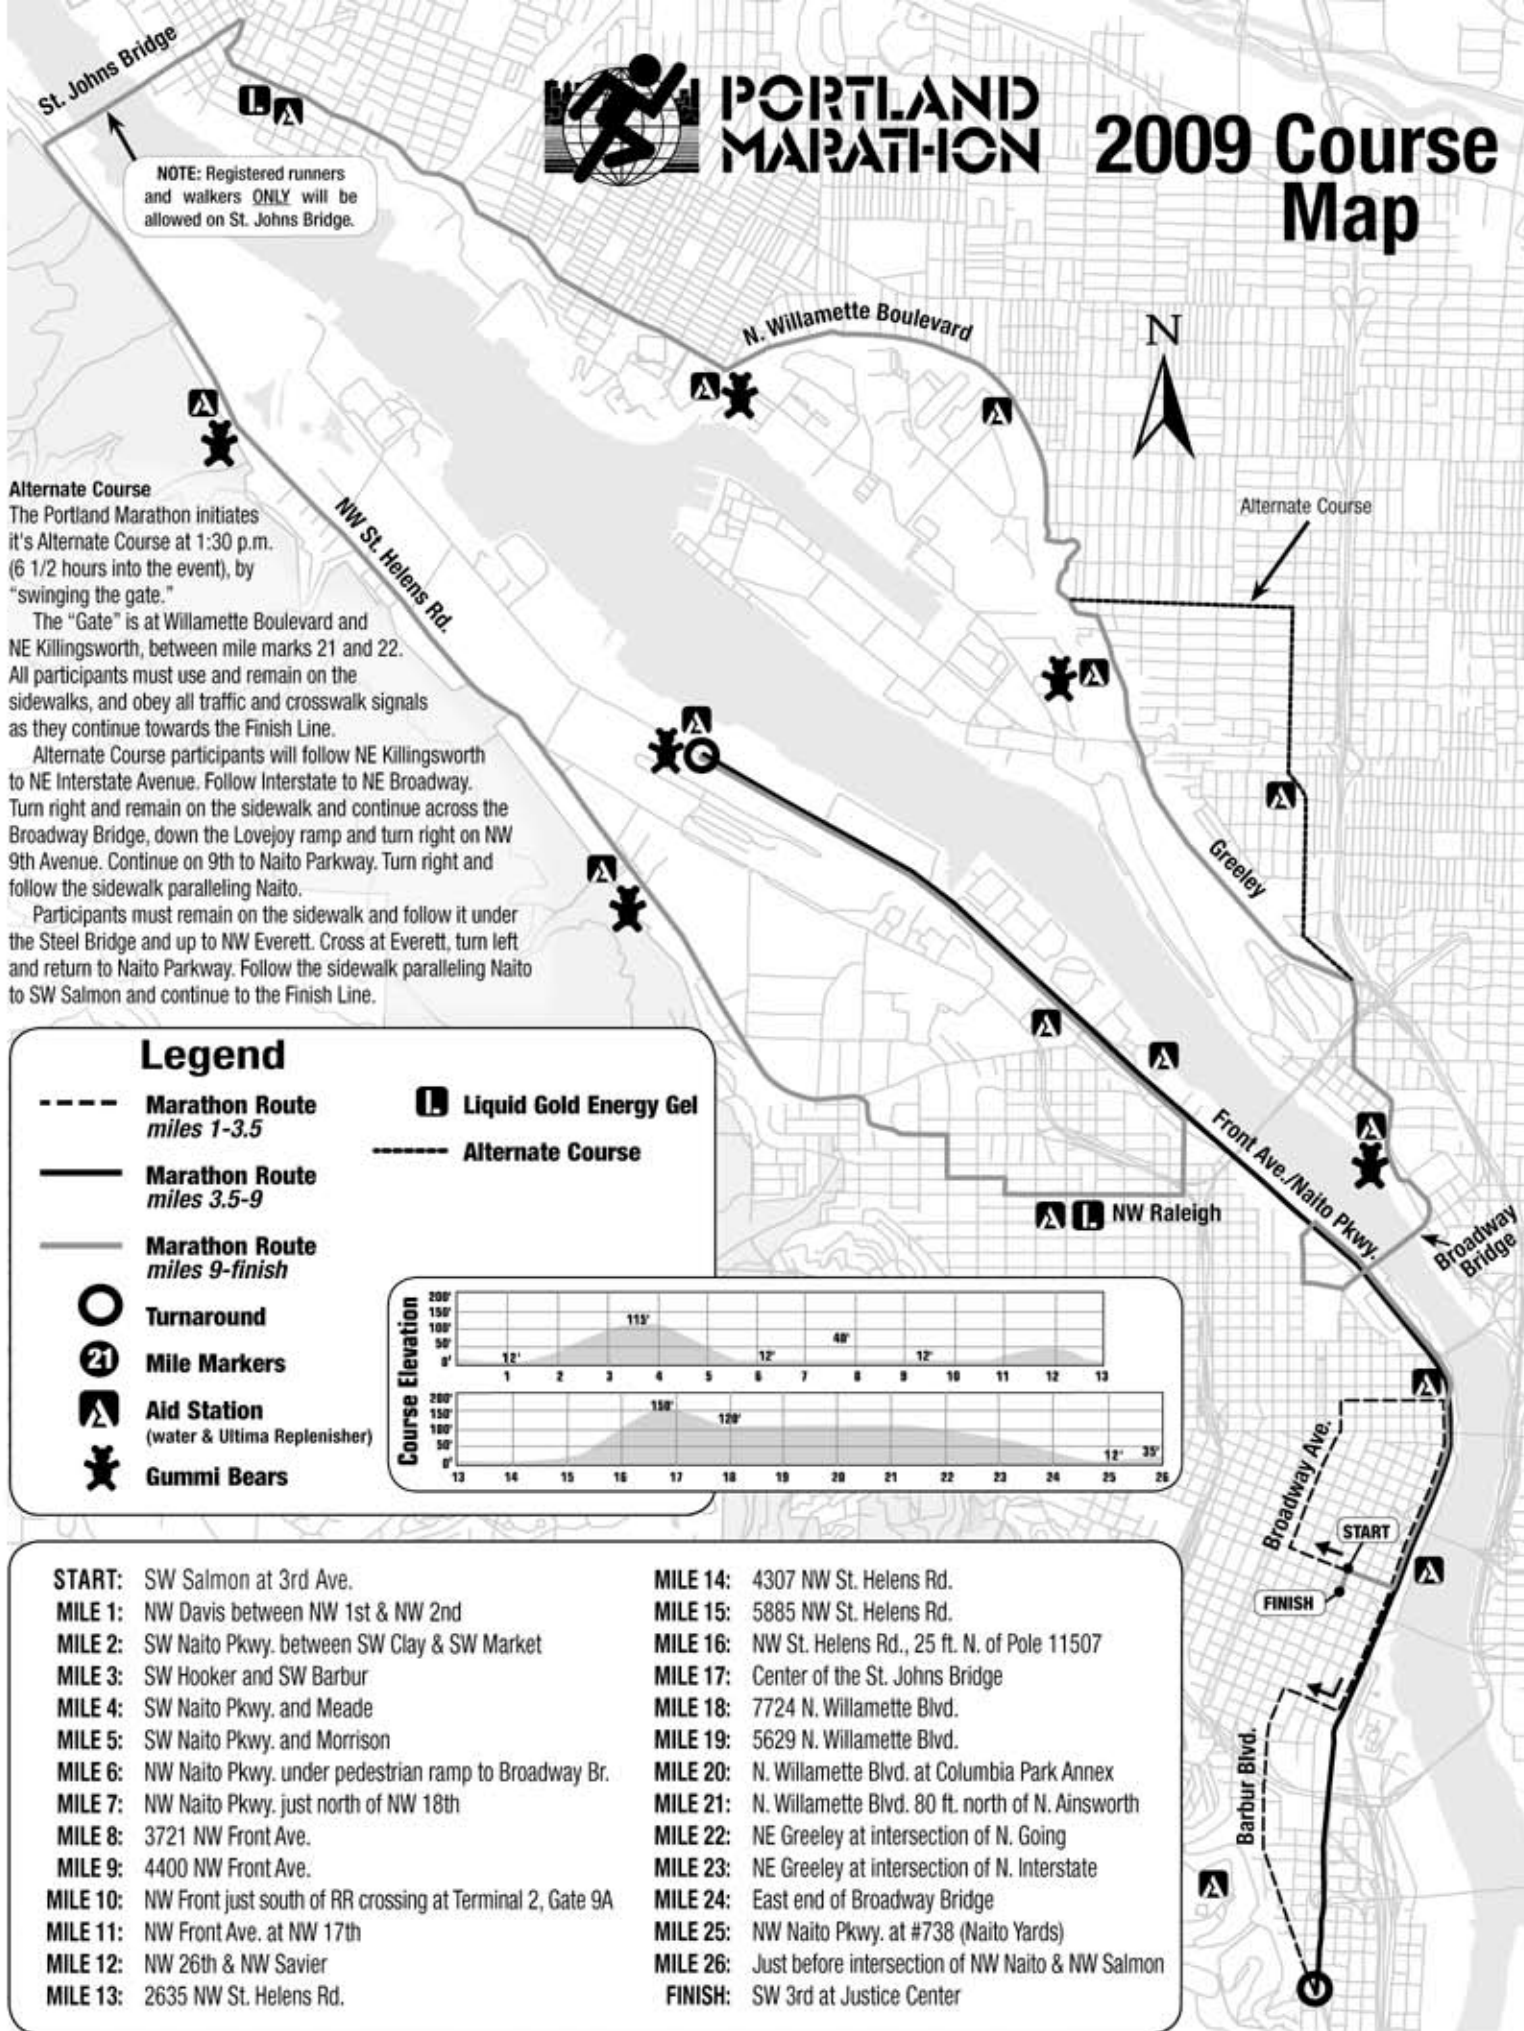 St. Johns Bridge
NOTE: Registered runners
and walkers ONLY will be
allowed on St. Johns Bridge.
PORTLAND
MARATHON
2009 Course
Map
N. Willamette Boulevard
N
Alternate Course
NW St. Helens Rd.
Greeley
Front Ave./Naito Pkwy.
Broadway
Bridge
NW Raleigh
Broadway Ave.
START
FINISH
Barbur Blvd.
Alternate Course
The Portland Marathon initiates
it's Alternate Course at 1:30 p.m.
(6 1/2 hours into the event), by
"swinging the gate."
The "Gate" is at Willamette Boulevard and
NE Killingsworth, between mile marks 21 and 22.
All participants must use and remain on the
sidewalks, and obey all traffic and crosswalk signals
as they continue towards the Finish Line.
Alternate Course participants will follow NE Killingsworth
to NE Interstate Avenue. Follow Interstate to NE Broadway.
Turn right and remain on the sidewalk and continue across the
Broadway Bridge, down the Lovejoy ramp and turn right on NW
9th Avenue. Continue on 9th to Naito Parkway. Turn right and
follow the sidewalk paralleling Naito.
Participants must remain on the sidewalk and follow it under
the Steel Bridge and up to NW Everett. Cross at Everett, turn left
and return to Naito Parkway. Follow the sidewalk paralleling Naito
to SW Salmon and continue to the Finish Line.
Legend
Marathon Route
miles 1-3.5
Marathon Route
miles 3.5-9
Marathon Route
miles 9-finish
Turnaround
21 Mile Markers
Aid Station
(water & Ultima Replenisher)
Gummi Bears
L Liquid Gold Energy Gel
Alternate Course
Course Elevation
200'
150'
100'
50'
0'
12' 115' 12' 40' 12'
1 2 3 4 5 6 7 8 9 10 11 12 13
Course Elevation
200'
150'
100'
50'
0'
150' 120' 12' 35'
13 14 15 16 17 18 19 20 21 22 23 24 25 26
START: SW Salmon at 3rd Ave.
MILE 1: NW Davis between NW 1st & NW 2nd
MILE 2: SW Naito Pkwy. between SW Clay & SW Market
MILE 3: SW Hooker and SW Barbur
MILE 4: SW Naito Pkwy. and Meade
MILE 5: SW Naito Pkwy. and Morrison
MILE 6: NW Naito Pkwy. under pedestrian ramp to Broadway Br.
MILE 7: NW Naito Pkwy. just north of NW 18th
MILE 8: 3721 NW Front Ave.
MILE 9: 4400 NW Front Ave.
MILE 10: NW Front just south of RR crossing at Terminal 2, Gate 9A
MILE 11: NW Front Ave. at NW 17th
MILE 12: NW 26th & NW Savier
MILE 13: 2635 NW St. Helens Rd.
MILE 14: 4307 NW St. Helens Rd.
MILE 15: 5885 NW St. Helens Rd.
MILE 16: NW St. Helens Rd., 25 ft. N. of Pole 11507
MILE 17: Center of the St. Johns Bridge
MILE 18: 7724 N. Willamette Blvd.
MILE 19: 5629 N. Willamette Blvd.
MILE 20: N. Willamette Blvd. at Columbia Park Annex
MILE 21: N. Willamette Blvd. 80 ft. north of N. Ainsworth
MILE 22: NE Greeley at intersection of N. Going
MILE 23: NE Greeley at intersection of N. Interstate
MILE 24: East end of Broadway Bridge
MILE 25: NW Naito Pkwy. at #738 (Naito Yards)
MILE 26: Just before intersection of NW Naito & NW Salmon
FINISH: SW 3rd at Justice Center